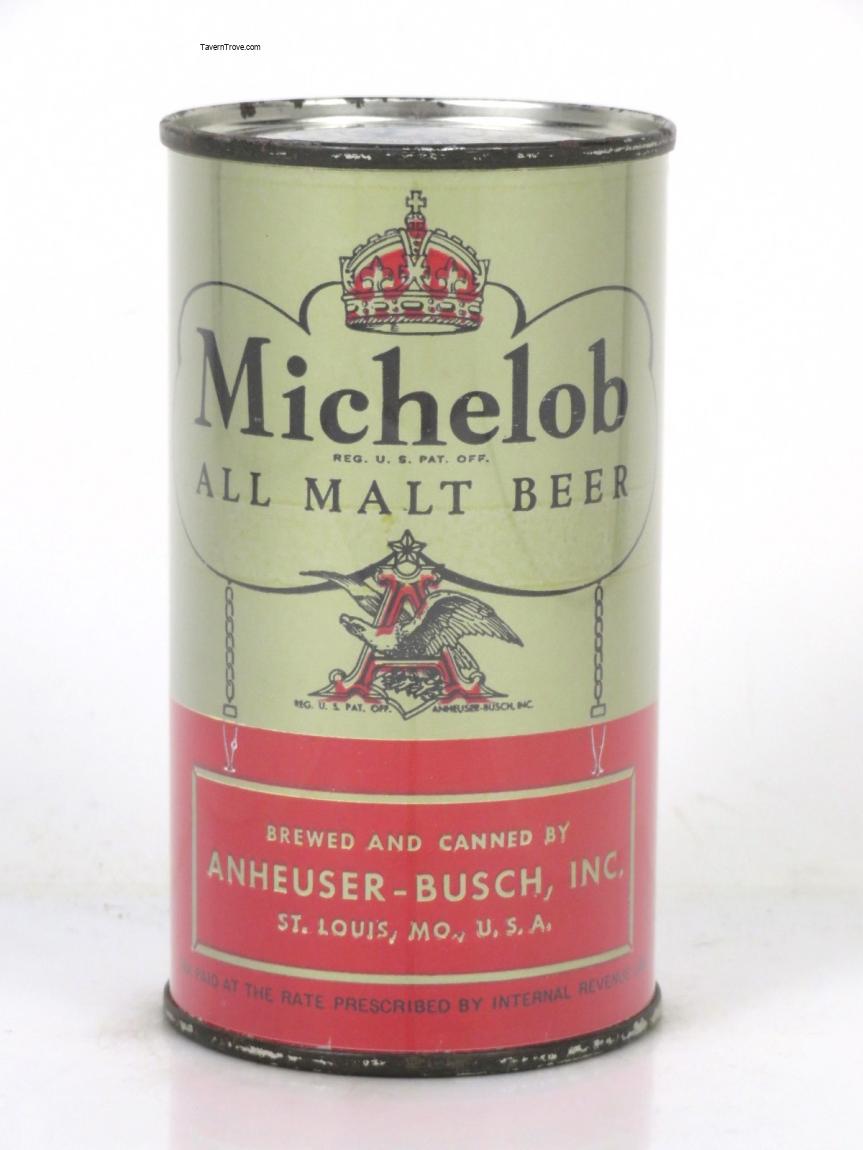 TavernTrove.com
Michelob
REG. U. S. PAT. OFF.
ALL MALT BEER
A
REG. U. S. PAT. OFF. ANHEUSER-BUSCH, INC.
BREWED AND CANNED BY
ANHEUSER-BUSCH, INC.
ST. LOUIS, MO., U. S. A.
PAID AT THE RATE PRESCRIBED BY INTERNAL REVENUE